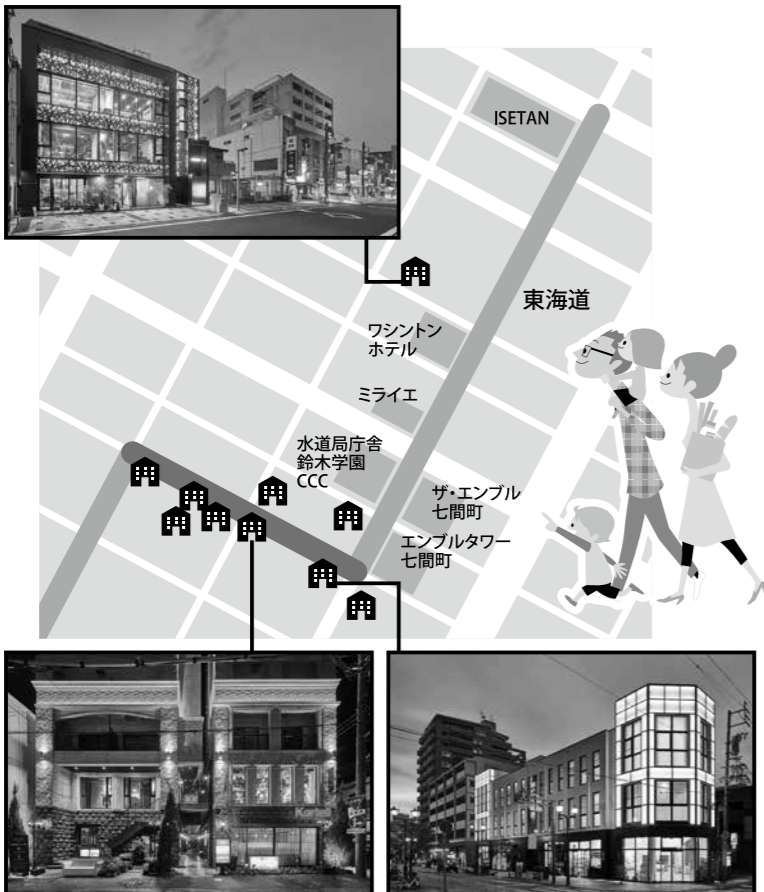 ISETAN
東海道
ワシントン
ホテル
ミライエ
水道局庁舎
鈴木学園
CCC
ザ・エンブル
七間町
エンブルタワー
七間町